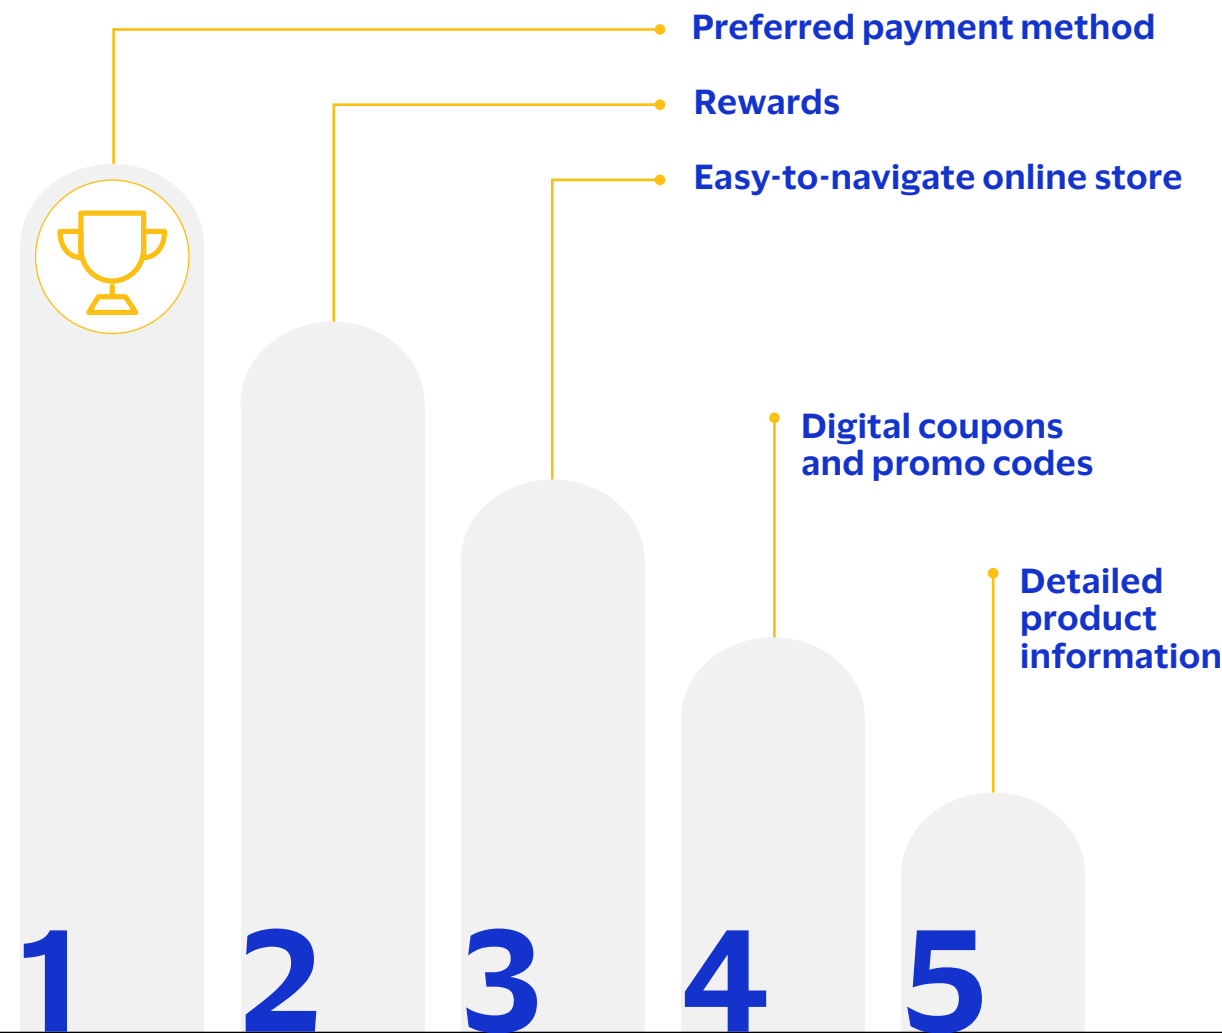 Preferred payment method
Rewards
Easy-to-navigate online store
Digital coupons
and promo codes
Detailed
product
information
1
2
3
4
5